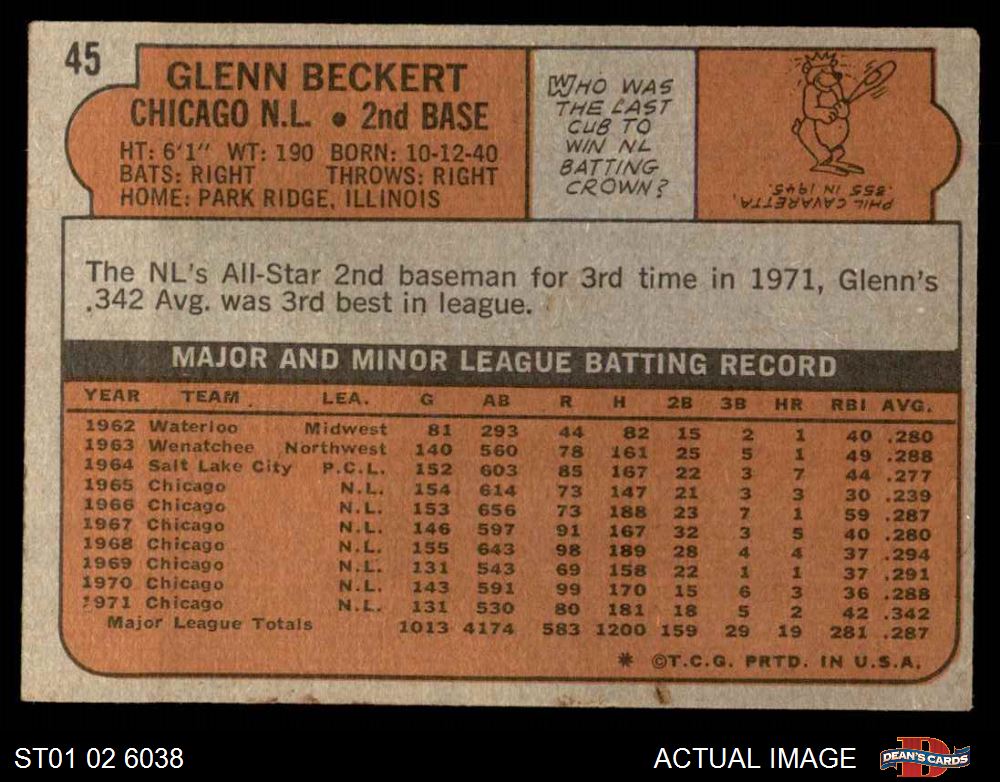 45
GLENN BECKERT
CHICAGO N.L. • 2nd BASE
HT: 6'1" WT: 190 BORN: 10-12-40
BATS: RIGHT THROWS: RIGHT
HOME: PARK RIDGE, ILLINOIS
WHO WAS
THE LAST
CUB TO
WIN NL
BATTING
CROWN?
PHIL CAVARETTA,
.355 IN 1945.
The NL's All-Star 2nd baseman for 3rd time in 1971, Glenn's
.342 Avg. was 3rd best in league.
MAJOR AND MINOR LEAGUE BATTING RECORD
YEAR TEAM LEA. G AB R H 2B 3B HR RBI AVG.
1962 Waterloo Midwest 81 293 44 82 15 2 1 40 .280
1963 Wenatchee Northwest 140 560 78 161 25 5 1 49 .288
1964 Salt Lake City P.C.L. 152 603 85 167 22 3 7 44 .277
1965 Chicago N.L. 154 614 73 147 21 3 3 30 .239
1966 Chicago N.L. 153 656 73 188 23 7 1 59 .287
1967 Chicago N.L. 146 597 91 167 32 3 5 40 .280
1968 Chicago N.L. 155 643 98 189 28 4 4 37 .294
1969 Chicago N.L. 131 543 69 158 22 1 1 37 .291
1970 Chicago N.L. 143 591 99 170 15 6 3 36 .288
1971 Chicago N.L. 131 530 80 181 18 5 2 42 .342
Major League Totals 1013 4174 583 1200 159 29 19 281 .287
* ©T.C.G. PRTD. IN U.S.A.
ST01 02 6038
ACTUAL IMAGE
DEAN'S CARDS